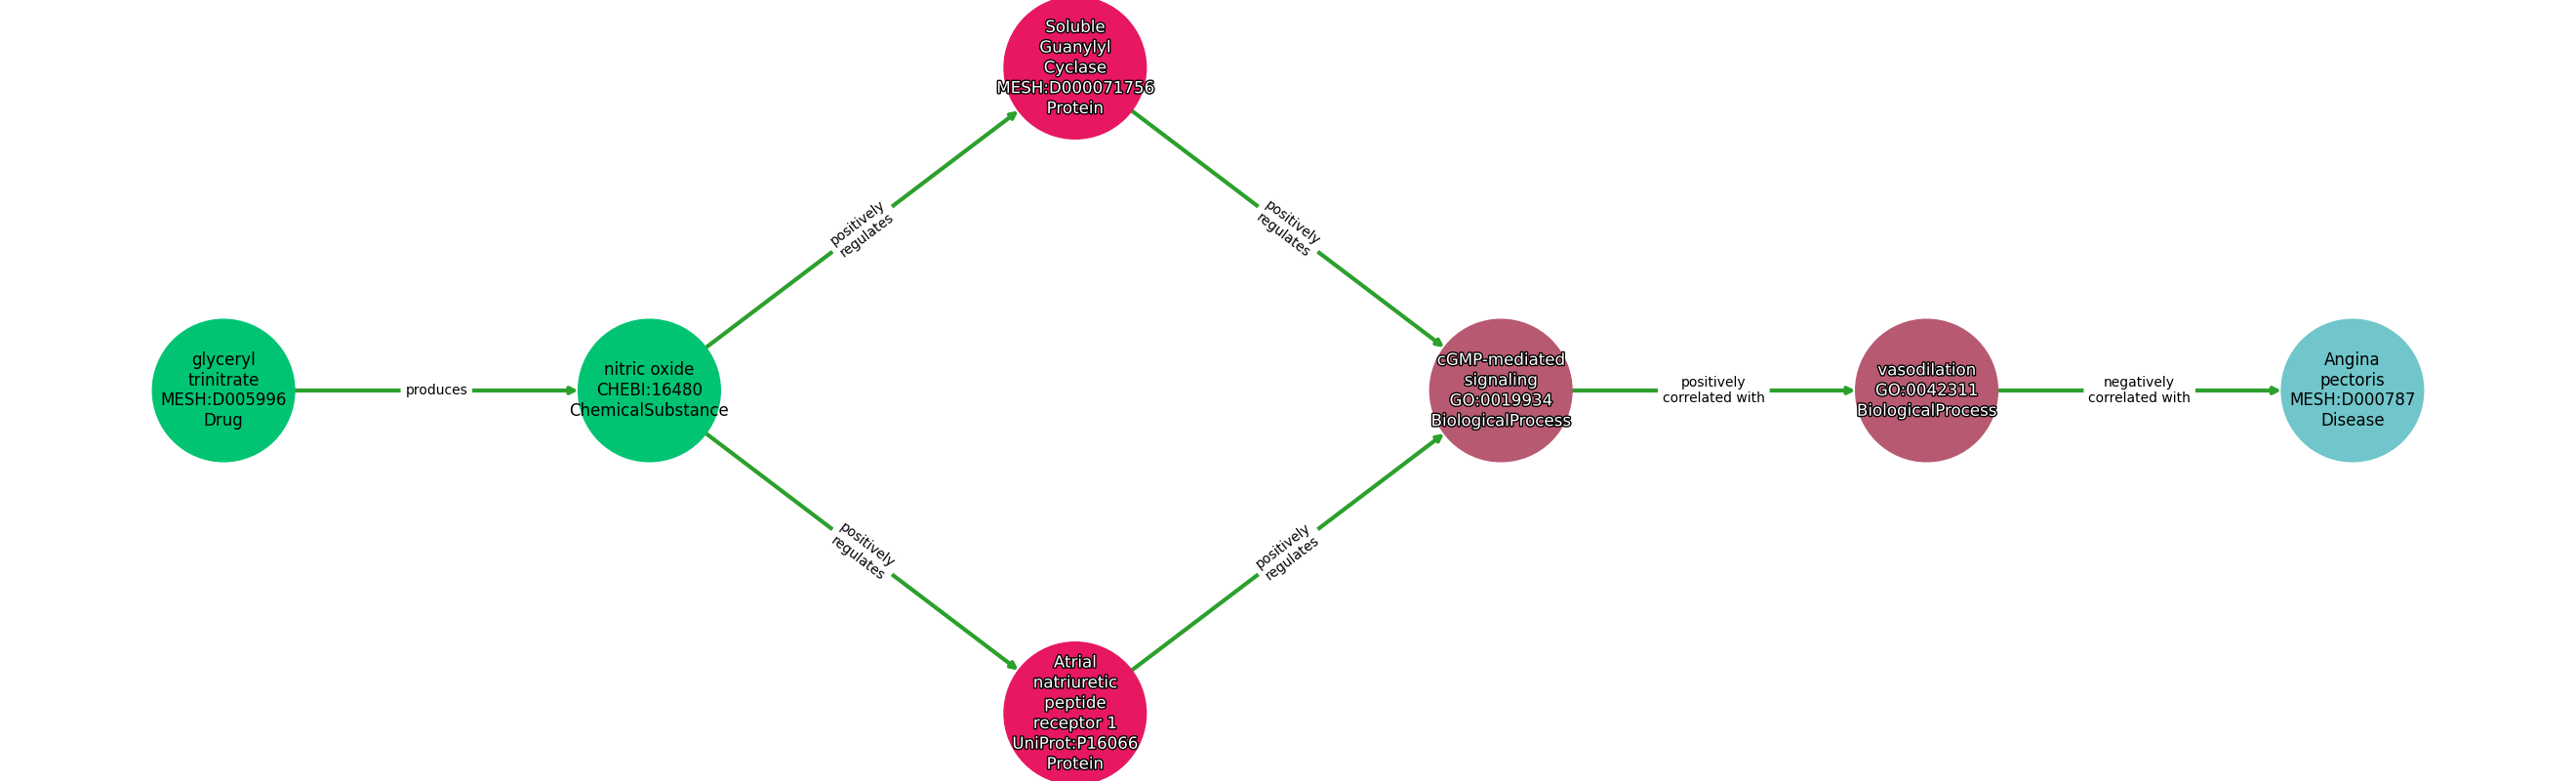 Soluble
Guanylyl
Cyclase
MESH:D000071756
Protein
positively
regulates
positively
regulates
glyceryl
trinitrate
MESH:D005996
Drug
produces
nitric oxide
CHEBI:16480
ChemicalSubstance
cGMP-mediated
signaling
GO:0019934
BiologicalProcess
positively
correlated with
vasodilation
GO:0042311
BiologicalProcess
negatively
correlated with
Angina
pectoris
MESH:D000787
Disease
positively
regulates
positively
regulates
Atrial
natriuretic
peptide
receptor 1
UniProt:P16066
Protein